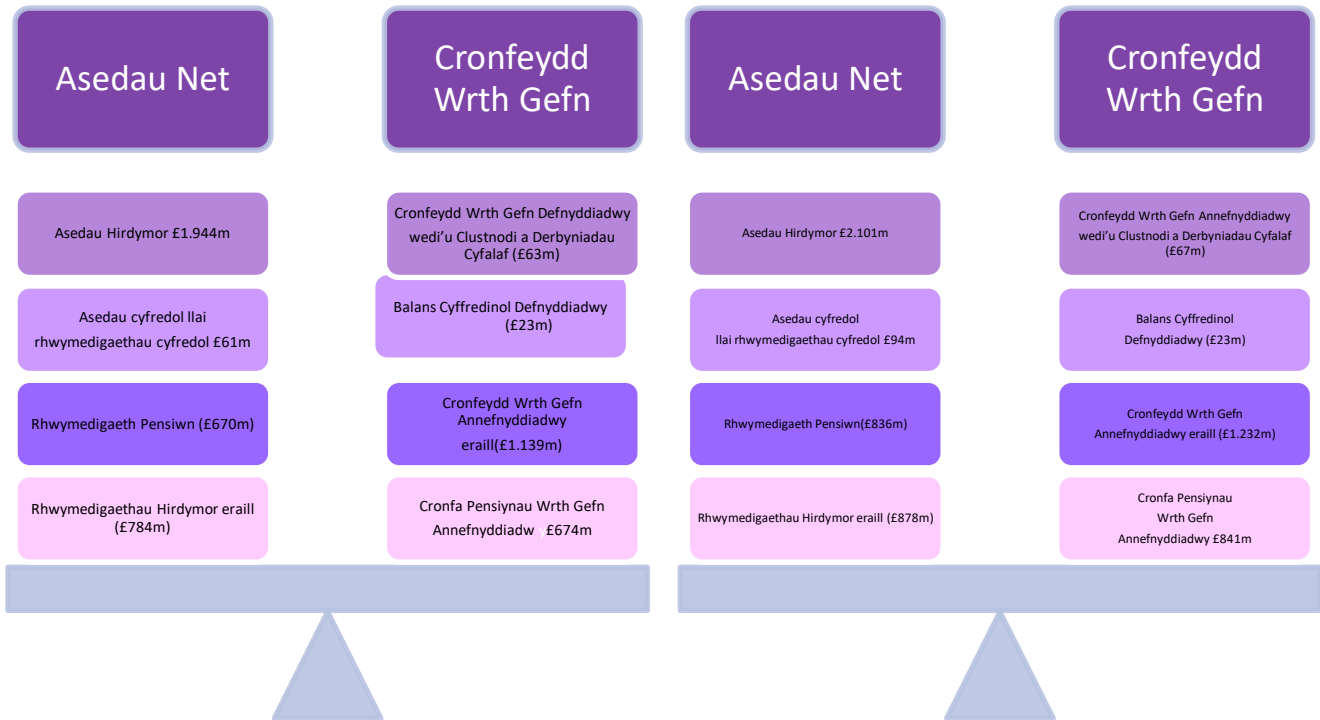 Asedau Net
Cronfeydd
Wrth Gefn
Asedau Hirdymor £1.944m
Cronfeydd Wrth Gefn Defnyddiadwy
wedi'u Clustnodi a Derbyniadau
Cyfalaf (£63m)
Asedau cyfredol llai
rhwymedigaethau cyfredol £61m
Balans Cyffredinol Defnyddiadwy
(£23m)
Rhwymedigaeth Pensiwn (£670m)
Cronfeydd Wrth Gefn
Annefnyddiadwy
eraill(£1.139m)
Rhwymedigaethau Hirdymor eraill
(£784m)
Cronfa Pensiynau Wrth Gefn
Annefnyddiadwy £674m
Asedau Net
Cronfeydd
Wrth Gefn
Asedau Hirdymor £2.101m
Cronfeydd Wrth Gefn Annefnyddiadwy
wedi'u Clustnodi a Derbyniadau Cyfalaf
(£67m)
Asedau cyfredol
llai rhwymedigaethau cyfredol £94m
Balans Cyffredinol
Defnyddiadwy (£23m)
Rhwymedigaeth Pensiwn(£836m)
Cronfeydd Wrth Gefn
Annefnyddiadwy eraill (£1.232m)
Rhwymedigaethau Hirdymor eraill (£878m)
Cronfa Pensiynau
Wrth Gefn
Annefnyddiadwy £841m